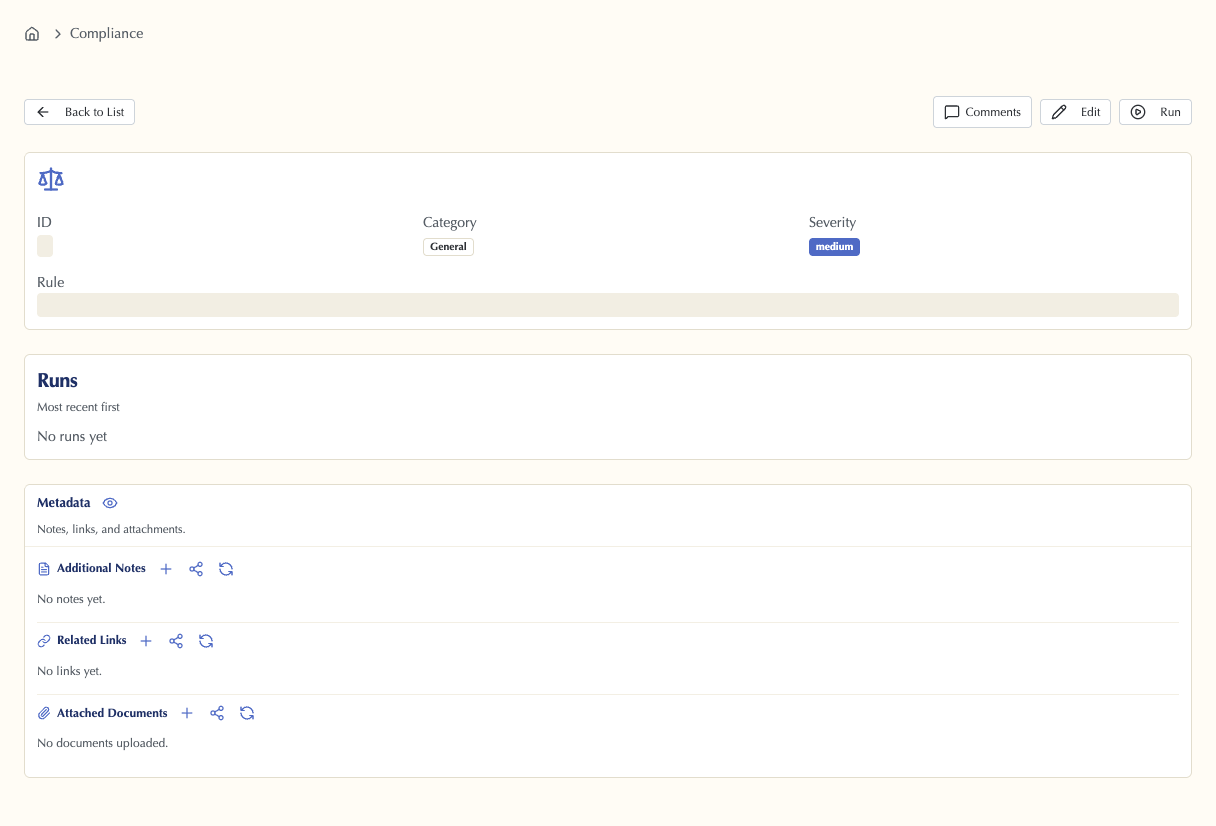 Compliance
Back to List
Comments
Edit
Run
ID
Category
Severity
General
medium
Rule
Runs
Most recent first
No runs yet
Metadata
Notes, links, and attachments.
Additional Notes
No notes yet.
Related Links
No links yet.
Attached Documents
No documents uploaded.